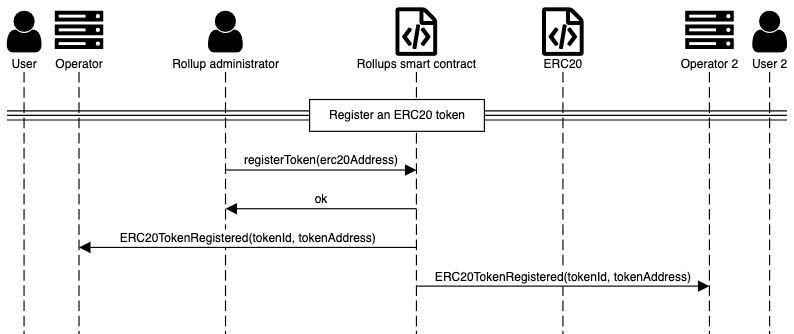 User
Operator
Rollup administrator
Rollups smart contract
ERC20
Operator 2
User 2
Register an ERC20 token
registerToken(erc20Address)
ok
ERC20TokenRegistered(tokenId, tokenAddress)
ERC20TokenRegistered(tokenId, tokenAddress)